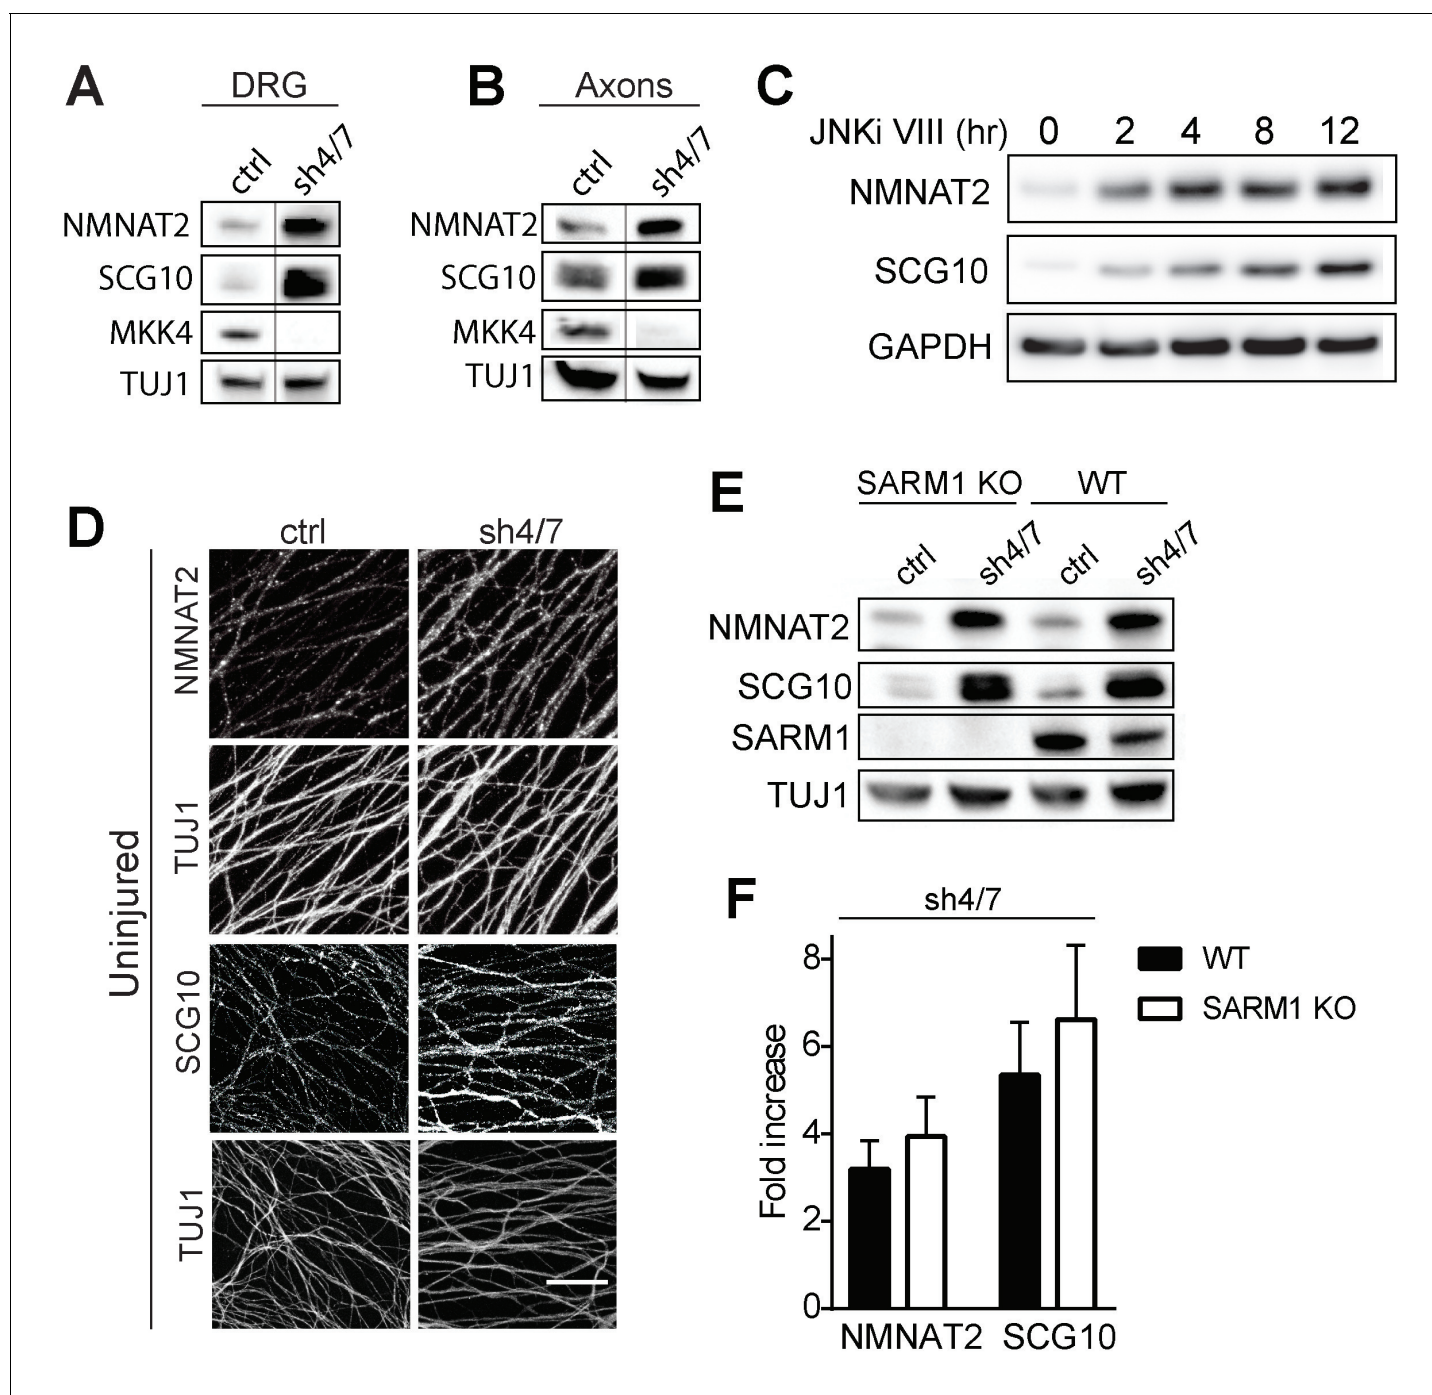 A
DRG
ctrl
sh4/7
NMNAT2
SCG10
MKK4
TUJ1
B
Axons
ctrl
sh4/7
NMNAT2
SCG10
MKK4
TUJ1
C
JNKi VIII (hr) 0 2 4 8 12
NMNAT2
SCG10
GAPDH
D
ctrl
sh4/7
Uninjured
NMNAT2
TUJ1
SCG10
TUJ1
E
SARM1 KO
WT
ctrl
sh4/7
ctrl
sh4/7
NMNAT2
SCG10
SARM1
TUJ1
F
sh4/7
Fold increase
8
6
4
2
0
NMNAT2
SCG10
WT
SARM1 KO